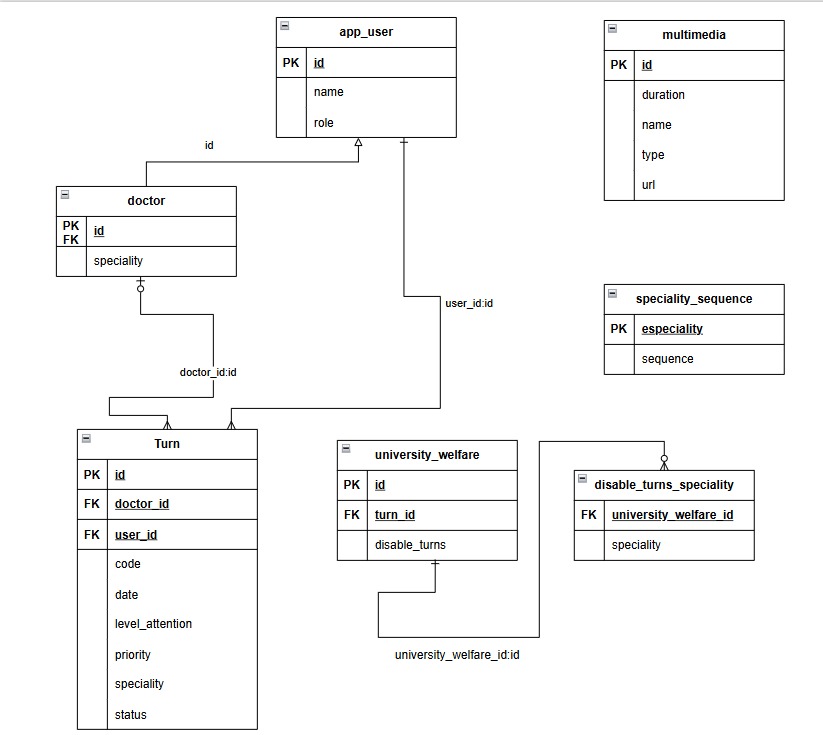 app_user
PK id
name
role
multimedia
PK id
duration
name
type
url
id
doctor
PK
FK
id
speciality
user_id:id
speciality_sequence
PK especiality
sequence
doctor_id:id
Turn
PK id
FK doctor_id
FK user_id
code
date
level_attention
priority
speciality
status
university_welfare
PK id
FK turn_id
disable_turns
disable_turns_speciality
FK university_welfare_id
speciality
university_welfare_id:id